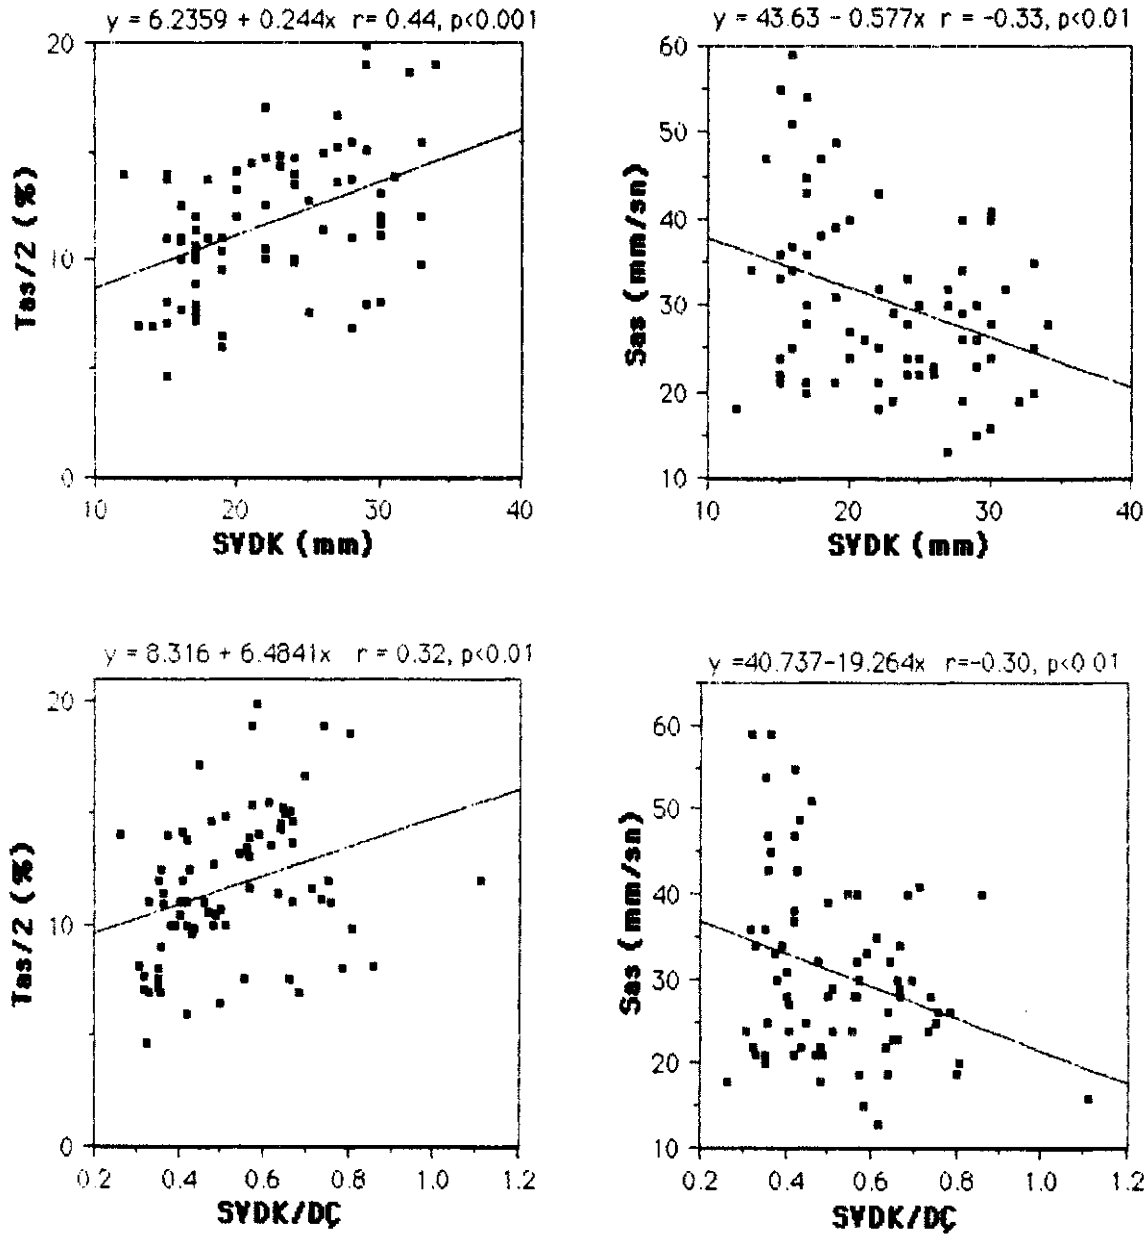 y = 6.2359 + 0.244x r= 0.44, p<0.001
20
10
0
Tas/2 (%)
10 20 30 40
SVDK (mm)
y = 43.63 - 0.577x r = -0.33, p<0.01
60
50
40
30
20
10
Sas (mm/sn)
10 20 30 40
SVDK (mm)
y = 8.316 + 6.4841x r = 0.32, p<0.01
20
10
0
Tas/2 (%)
0.2 0.4 0.6 0.8 1.0 1.2
SVDK/DÇ
y =40.737-19.264x r=-0.30, p<0.01
60
50
40
30
20
10
Sas (mm/sn)
0.2 0.4 0.6 0.8 1.0 1.2
SVDK/DÇ